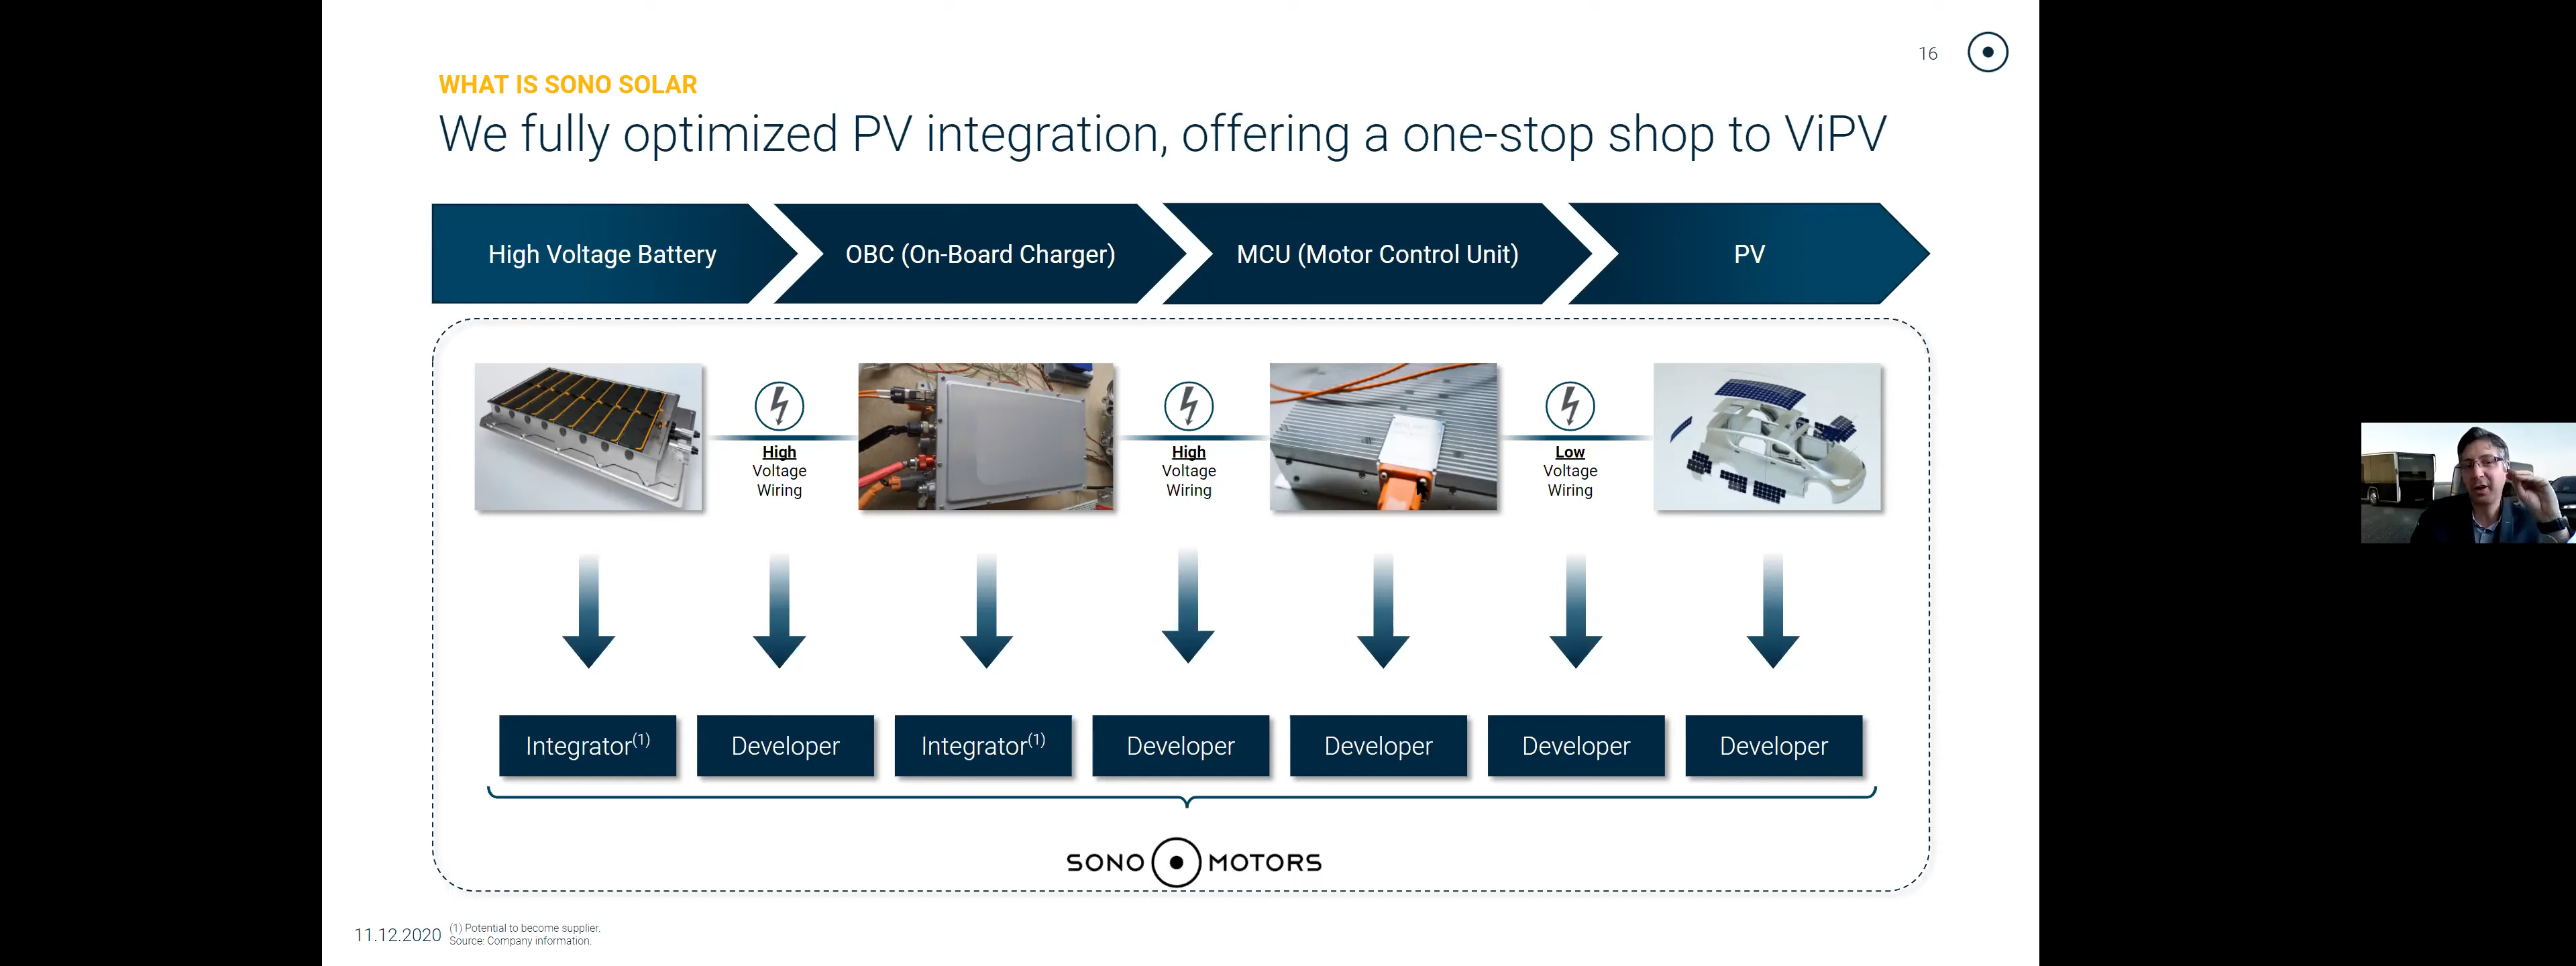 16
WHAT IS SONO SOLAR
We fully optimized PV integration, offering a one-stop shop to ViPV
High Voltage Battery
OBC (On-Board Charger)
MCU (Motor Control Unit)
PV
High
Voltage
Wiring
High
Voltage
Wiring
Low
Voltage
Wiring
Integrator(1)
Developer
Integrator(1)
Developer
Developer
Developer
Developer
SONO MOTORS
11.12.2020
(1) Potential to become supplier.
Source: Company information.